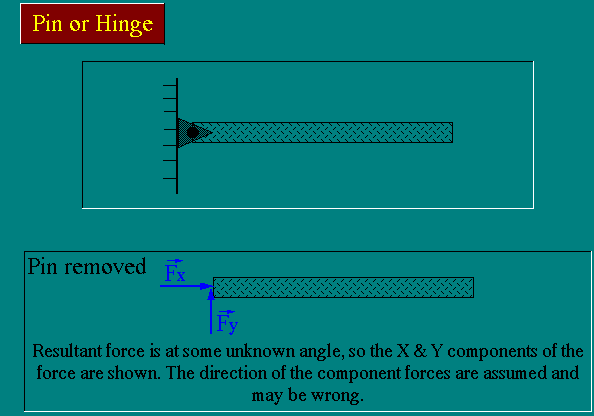 Pin or Hinge
Pin removed
Fx
Fy
Resultant force is at some unknown angle, so the X & Y components of the
force are shown. The direction of the component forces are assumed and
may be wrong.